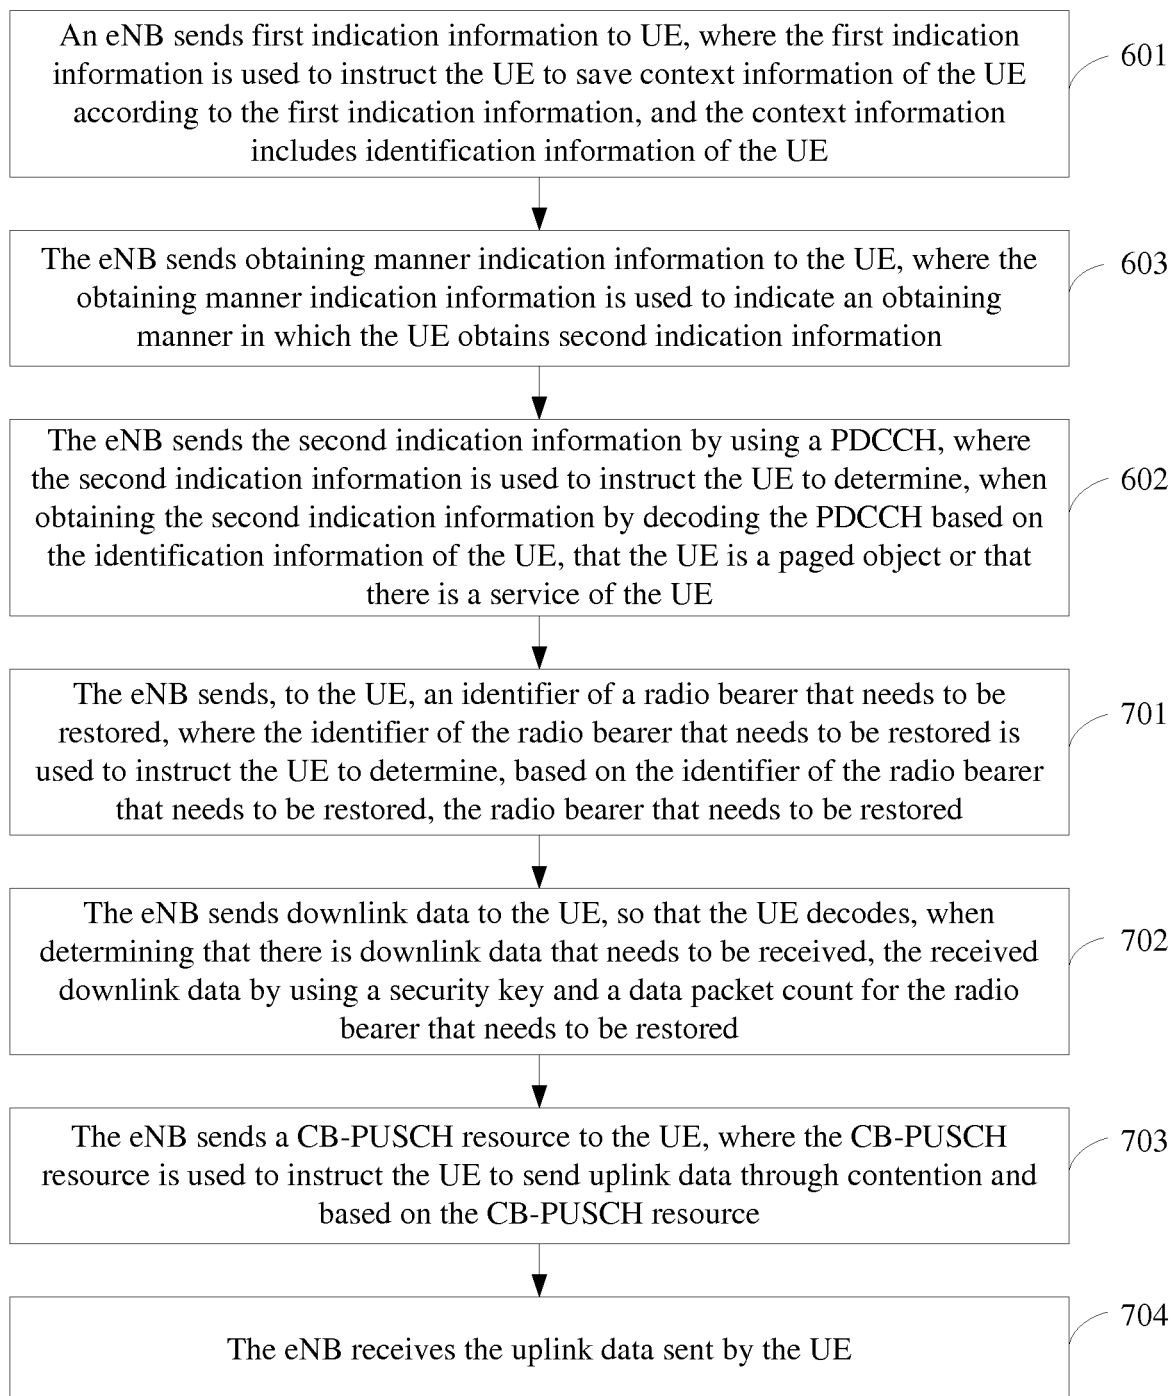 An eNB sends first indication information to UE, where the first indication
information is used to instruct the UE to save context information of the UE
according to the first indication information, and the context information
includes identification information of the UE
601
The eNB sends obtaining manner indication information to the UE, where the
obtaining manner indication information is used to indicate an obtaining
manner in which the UE obtains second indication information
603
The eNB sends the second indication information by using a PDCCH, where
the second indication information is used to instruct the UE to determine, when
obtaining the second indication information by decoding the PDCCH based on
the identification information of the UE, that the UE is a paged object or that
there is a service of the UE
602
The eNB sends, to the UE, an identifier of a radio bearer that needs to be
restored, where the identifier of the radio bearer that needs to be restored is
used to instruct the UE to determine, based on the identifier of the radio bearer
that needs to be restored, the radio bearer that needs to be restored
701
The eNB sends downlink data to the UE, so that the UE decodes, when
determining that there is downlink data that needs to be received, the received
downlink data by using a security key and a data packet count for the radio
bearer that needs to be restored
702
The eNB sends a CB-PUSCH resource to the UE, where the CB-PUSCH
resource is used to instruct the UE to send uplink data through contention and
based on the CB-PUSCH resource
703
The eNB receives the uplink data sent by the UE
704